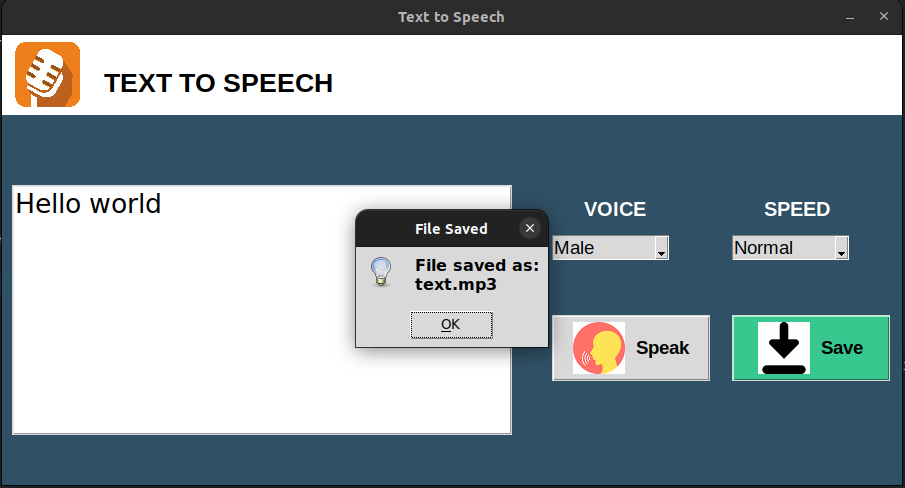 Text to Speech
TEXT TO SPEECH
Hello world
VOICE
SPEED
Male
Normal
File Saved
File saved as:
text.mp3
OK
Speak
Save